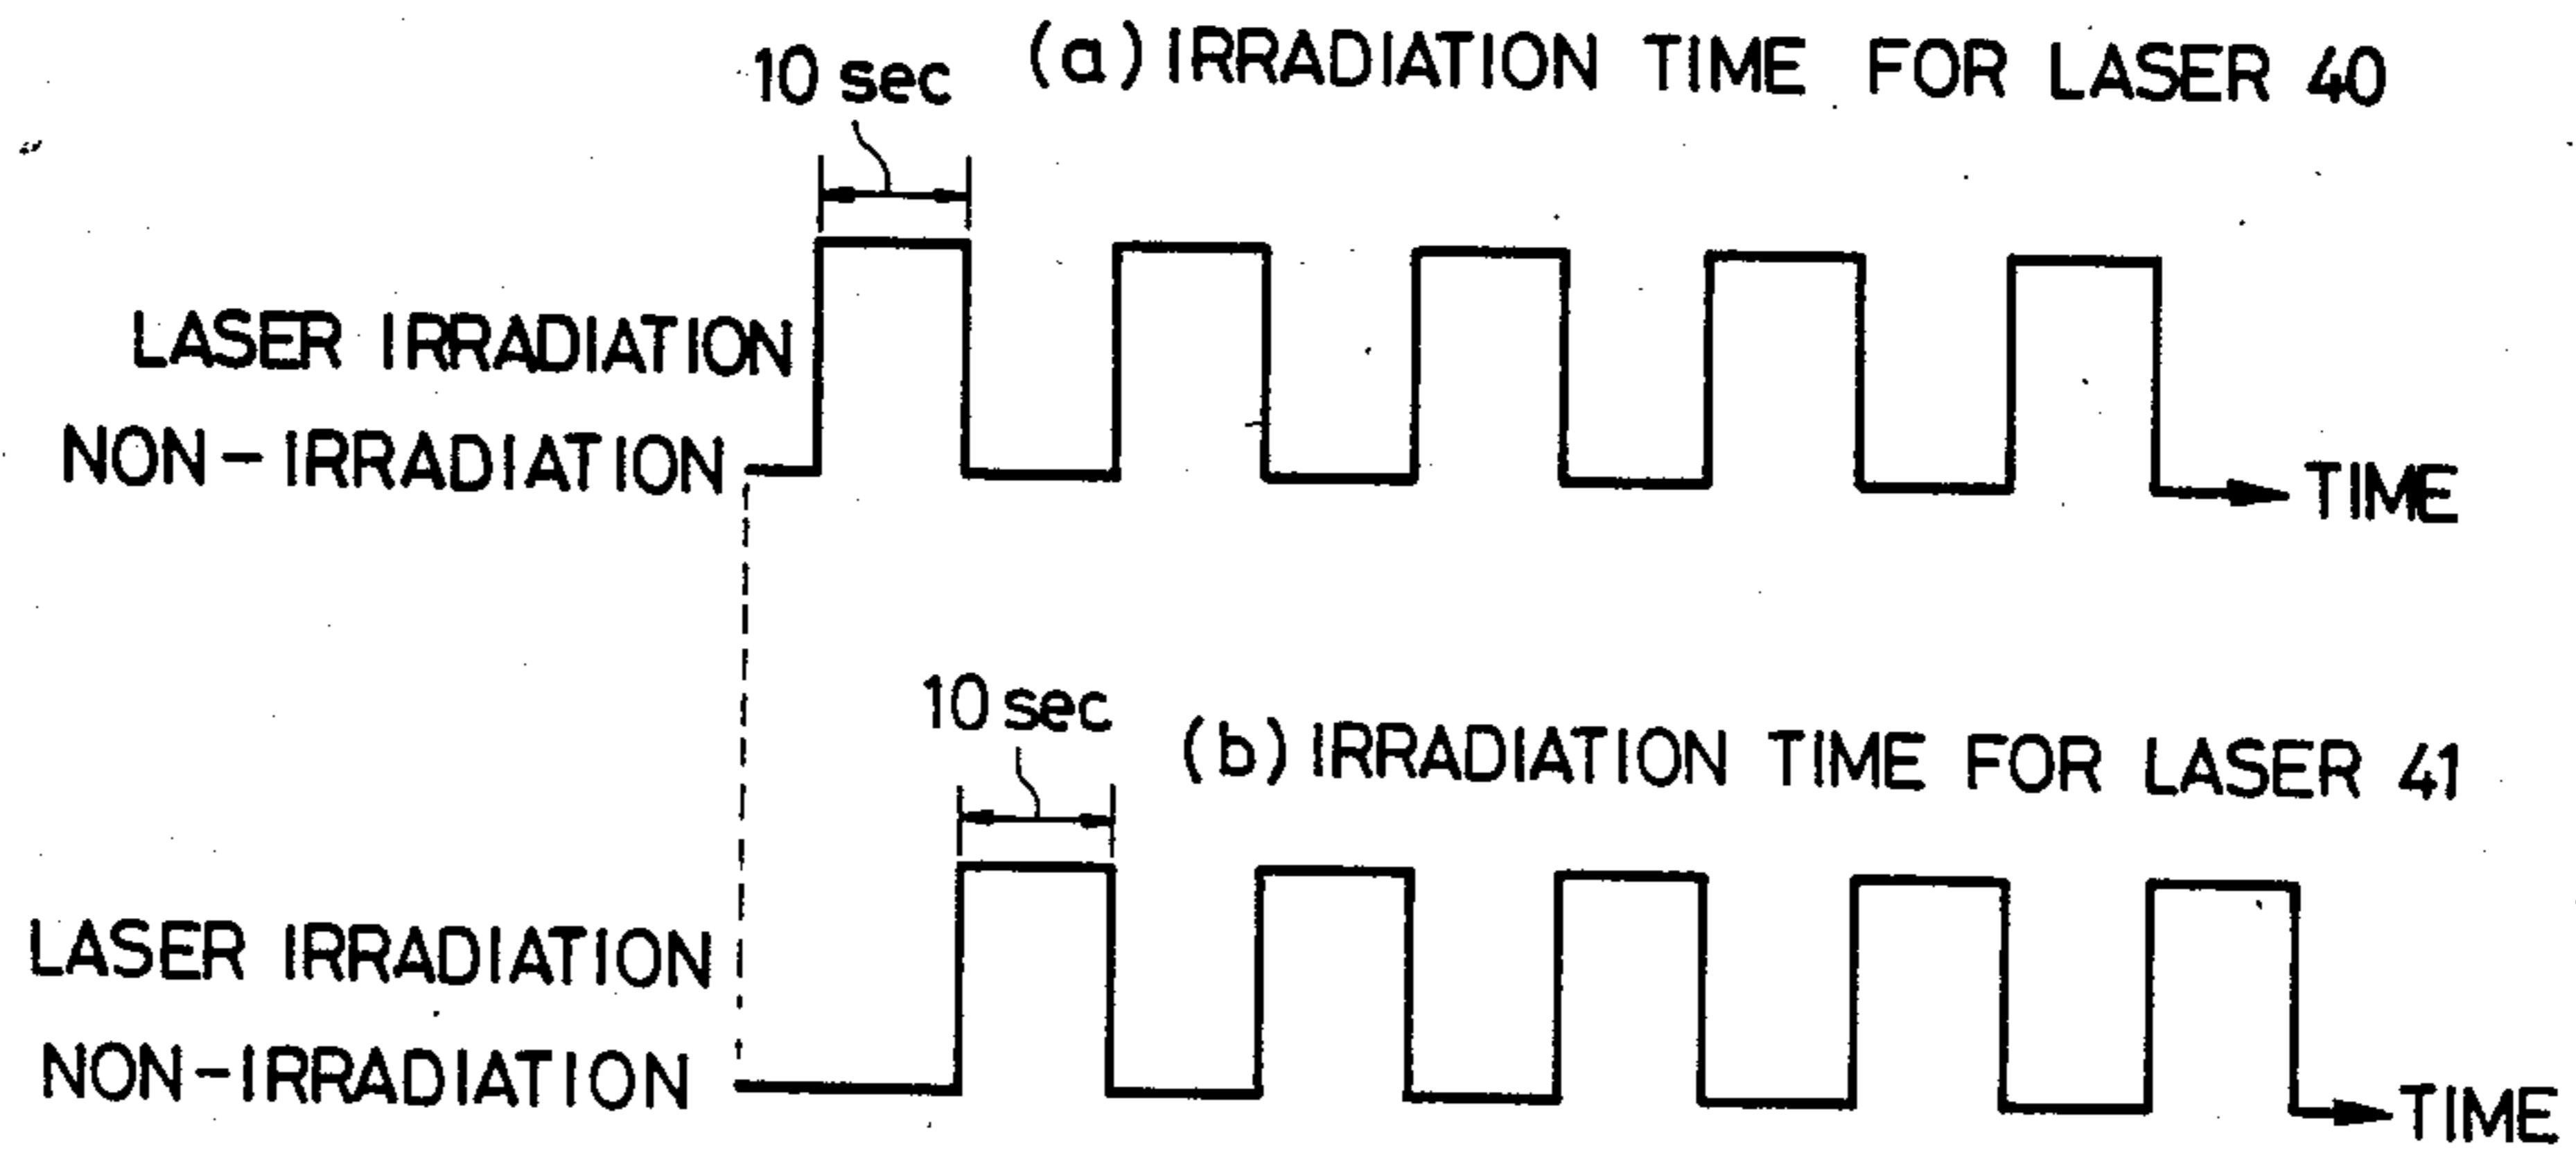 (a) IRRADIATION TIME FOR LASER 40
10 sec
LASER IRRADIATION
NON-IRRADIATION
TIME
10 sec
(b) IRRADIATION TIME FOR LASER 41
LASER IRRADIATION
NON-IRRADIATION
TIME